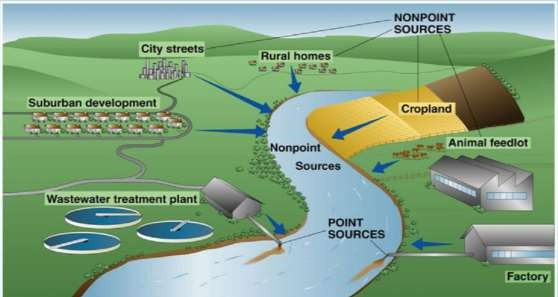 NONPOINT
SOURCES
City streets
Rural homes
Suburban development
Cropland
Animal feedlot
Nonpoint
Sources
Wastewater treatment plant
POINT
SOURCES
Factory